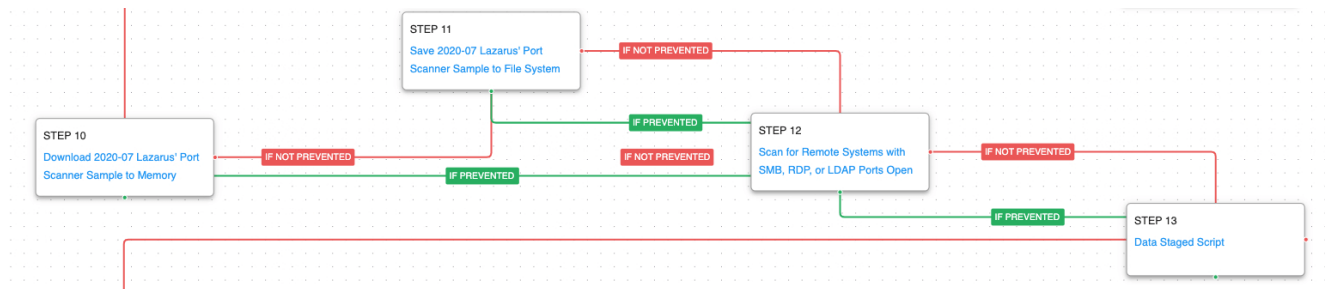 STEP 11
Save 2020-07 Lazarus' Port
Scanner Sample to File System
IF NOT PREVENTED
IF PREVENTED
STEP 10
Download 2020-07 Lazarus' Port
Scanner Sample to Memory
IF NOT PREVENTED
IF PREVENTED
IF NOT PREVENTED
STEP 12
Scan for Remote Systems with
SMB, RDP, or LDAP Ports Open
IF NOT PREVENTED
IF PREVENTED
STEP 13
Data Staged Script